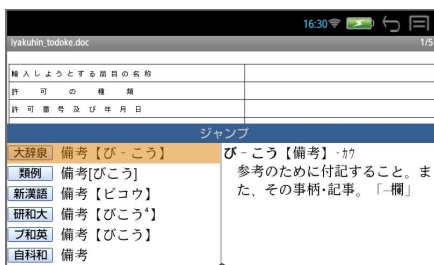 16:30
iyakuhin_todoke.doc 1/5
輸入しようとする品目の名称
許可の種類
許可番号及び年月日
ジャンプ
大辞泉 備考【び‐こう】
類例 備考[びこう]
新漢語 備考【ビコウ】
研和大 備考【びこう⁴】
プ和英 備考【びこう】
自科和 備考
び‐こう【備考】‐カウ
参考のために付記すること。ま
た、その事柄・記事。「―欄」